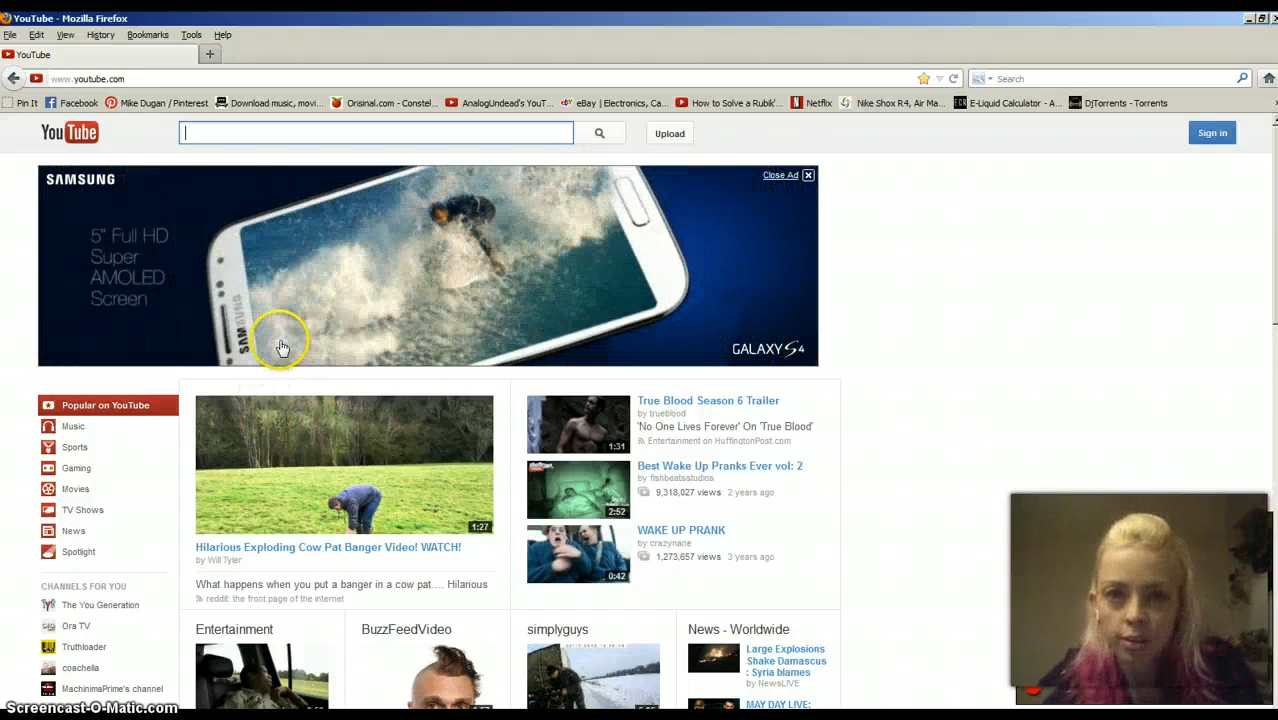 YouTube - Mozilla Firefox
File Edit View History Bookmarks Tools Help
YouTube
www.youtube.com
Search
Pin It Facebook Mike Dugan/Pinterest Download music, movi... Orisinal.com - Constel... AnalogUndead's YouT... eBay | Electronics, Ca... How to Solve a Rubik'... Netflix Nike Shox R4, Air Ma... E-Liquid Calculator - A... DjTorrents - Torrents
YouTube
Upload
Sign in
SAMSUNG
Close Ad
5" Full HD
Super
AMOLED
Screen
SAMSUNG
GALAXY S4
Popular on YouTube
Music
Sports
Gaming
Movies
TV Shows
News
Spotlight
CHANNELS FOR YOU
The You Generation
Ora TV
Truthloader
coachella
MachinimaPrime's channel
1:27
Hilarious Exploding Cow Pat Banger Video! WATCH!
by Will Tyler
What happens when you put a banger in a cow pat.... Hilarious
reddit: the front page of the internet
1:31
True Blood Season 6 Trailer
by trueblood
'No One Lives Forever' On 'True Blood'
Entertainment on HuffingtonPost.com
2:52
Best Wake Up Pranks Ever vol: 2
by fishbeatsstudios
9,318,027 views 2 years ago
0:42
WAKE UP PRANK
by crazynane
1,273,657 views 3 years ago
Entertainment
BuzzFeedVideo
simplyguys
News - Worldwide
Large Explosions
Shake Damascus
: Syria blames
by NewsLIVE
MAY DAY LIVE:
Screencast-O-Matic.com